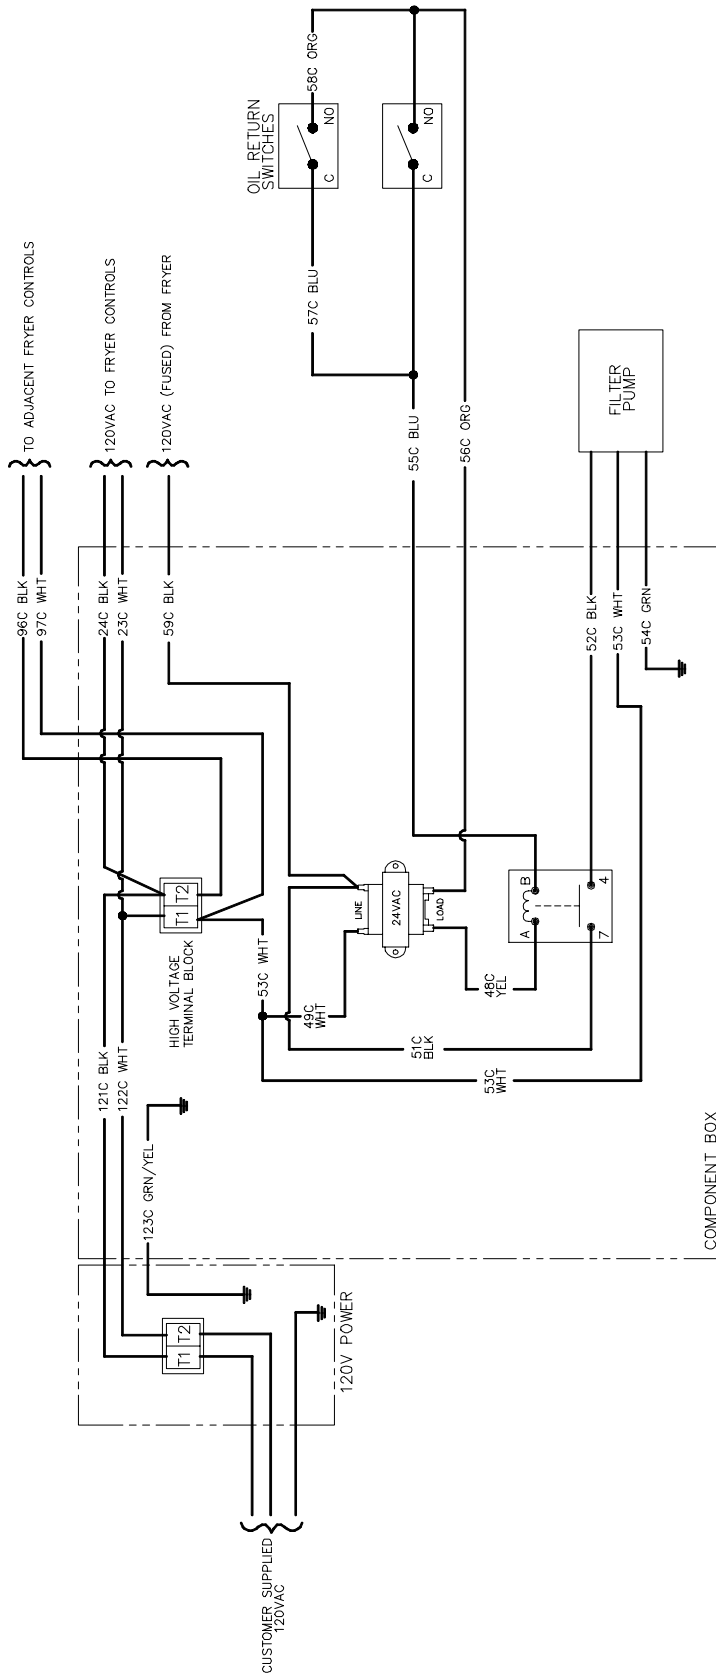 TO ADJACENT FRYER CONTROLS
120VAC TO FRYER CONTROLS
120VAC (FUSED) FROM FRYER
OIL RETURN
SWITCHES
58C ORG
NO
C
NO
C
57C BLU
55C BLU
56C ORG
FILTER
PUMP
96C BLK
97C WHT
24C BLK
23C WHT
59C BLK
52C BLK
53C WHT
54C GRN
T1 T2
HIGH VOLTAGE
TERMINAL BLOCK
53C WHT
LINE
24VAC
LOAD
A B
7 4
49C
WHT
48C
YEL
51C
BLK
53C
WHT
121C BLK
122C WHT
123C GRN/YEL
COMPONENT BOX
T1 T2
120V POWER
CUSTOMER SUPPLIED
120VAC